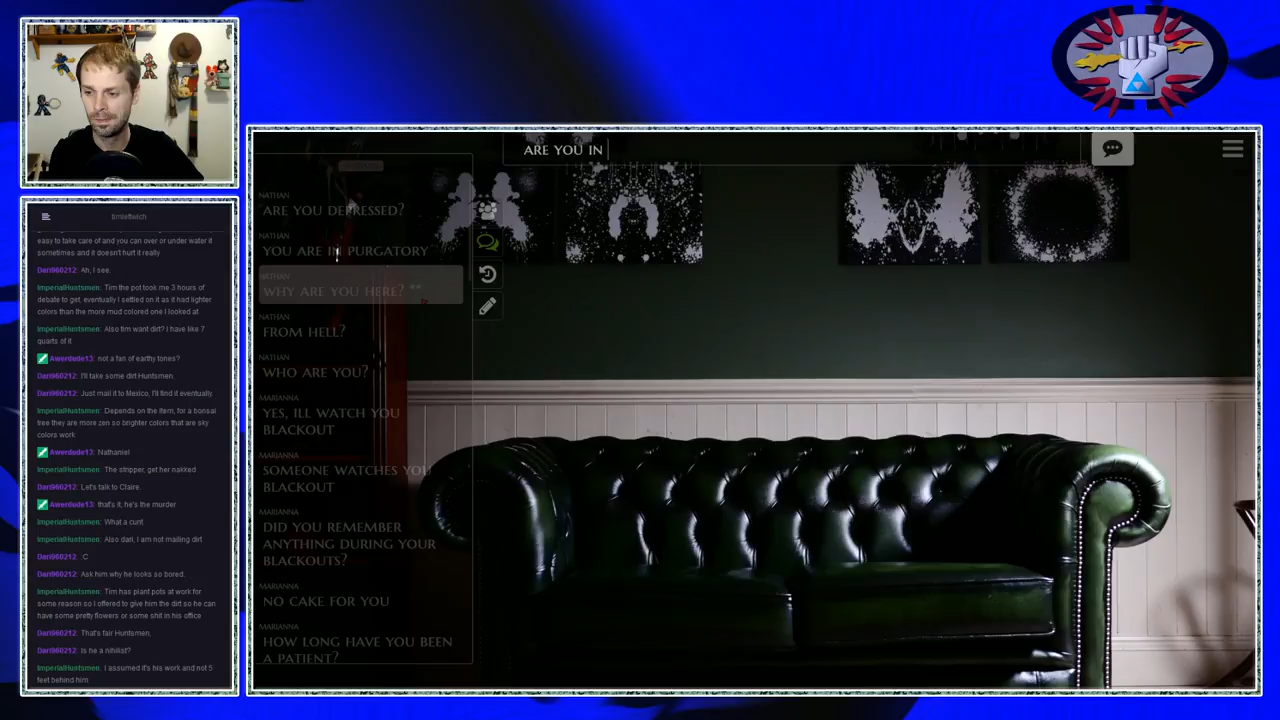 timleftwich
easy to take care of and you can over or under water it
sometimes and it doesn't hurt it really
Dari960212: Ah, I see.
ImperialHuntsmen: Tim the pot took me 3 hours of
debate to get, eventually I settled on it as it had lighter
colors than the more mud colored one I looked at
ImperialHuntsmen: Also tim want dirt? I have like 7
quarts of it
Awerdude13: not a fan of earthy tones?
Dari960212: I'll take some dirt Huntsmen.
Dari960212: Just mail it to Mexico, I'll find it eventually.
ImperialHuntsmen: Depends on the item, for a bonsai
tree they are more zen so brighter colors that are sky
colors work
Awerdude13: Nathaniel
ImperialHuntsmen: The stripper, get her naked
Dari960212: Let's talk to Claire.
Awerdude13: that's it, he's the murder
ImperialHuntsmen: What a cunt
ImperialHuntsmen: Also dari, I am not mailing dirt
Dari960212: :C
Dari960212: Ask him why he looks so bored.
ImperialHuntsmen: Tim has plant pots at work for
some reason so I offered to give him the dirt so he can
have some pretty flowers or some shit in his office
Dari960212: That's fair Huntsmen,
Dari960212: Is he a nihilist?
ImperialHuntsmen: I assumed it's his work and not 5
feet behind him
ARE YOU IN
NATHAN
ARE YOU DEPRESSED?
NATHAN
YOU ARE IN PURGATORY
NATHAN
WHY ARE YOU HERE? **
NATHAN
FROM HELL?
NATHAN
WHO ARE YOU?
MARIANNA
YES, ILL WATCH YOU
BLACKOUT
MARIANNA
SOMEONE WATCHES YOU
BLACKOUT
MARIANNA
DID YOU REMEMBER
ANYTHING DURING YOUR
BLACKOUTS?
MARIANNA
NO CAKE FOR YOU
MARIANNA
HOW LONG HAVE YOU BEEN
A PATIENT?